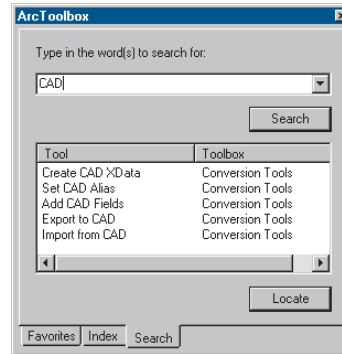 ArcToolbox
Type in the word(s) to search for:
CAD
Search
Tool Toolbox
Create CAD XData Conversion Tools
Set CAD Alias Conversion Tools
Add CAD Fields Conversion Tools
Export to CAD Conversion Tools
Import from CAD Conversion Tools
Locate
Favorites Index Search